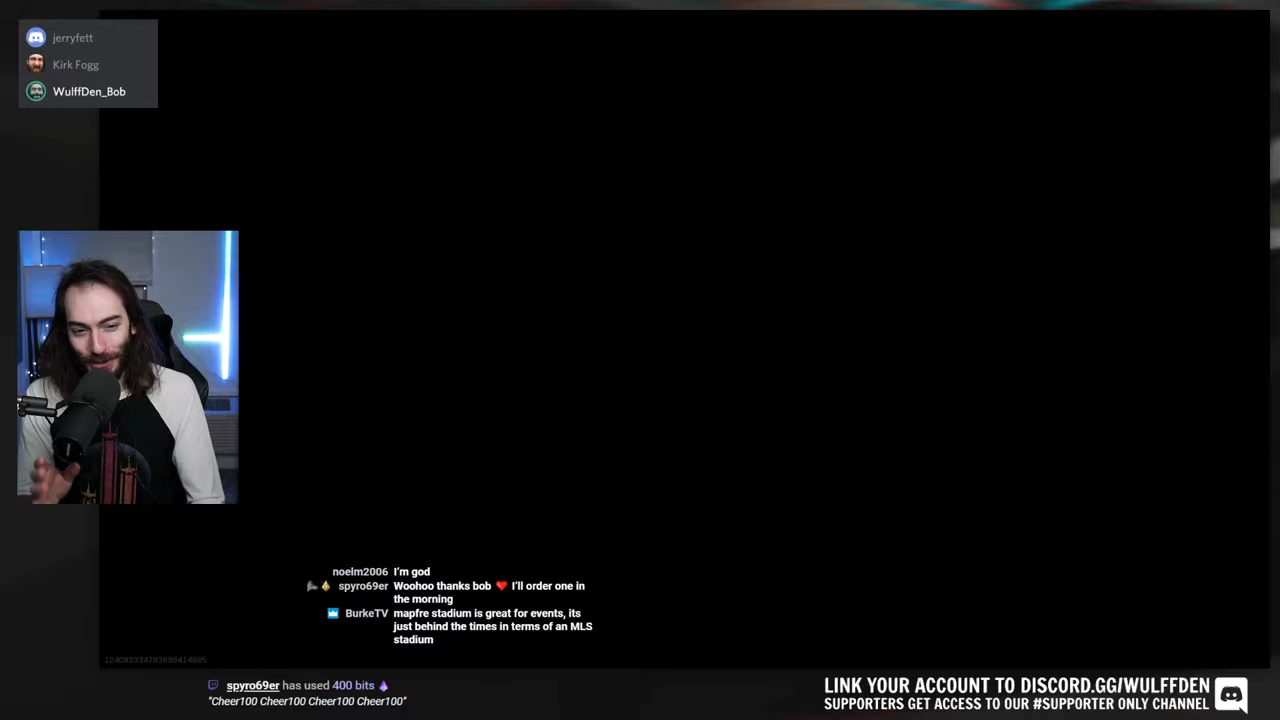 jerryfett
Kirk Fogg
WulffDen_Bob
noelm2006 I'm god
spyro69er Woohoo thanks bob ❤️ I'll order one in
the morning
BurkeTV mapfre stadium is great for events, its
just behind the times in terms of an MLS
stadium
spyro69er has used 400 bits
"Cheer100 Cheer100 Cheer100 Cheer100"
LINK YOUR ACCOUNT TO DISCORD.GG/WULFFDEN
SUPPORTERS GET ACCESS TO OUR #SUPPORTER ONLY CHANNEL